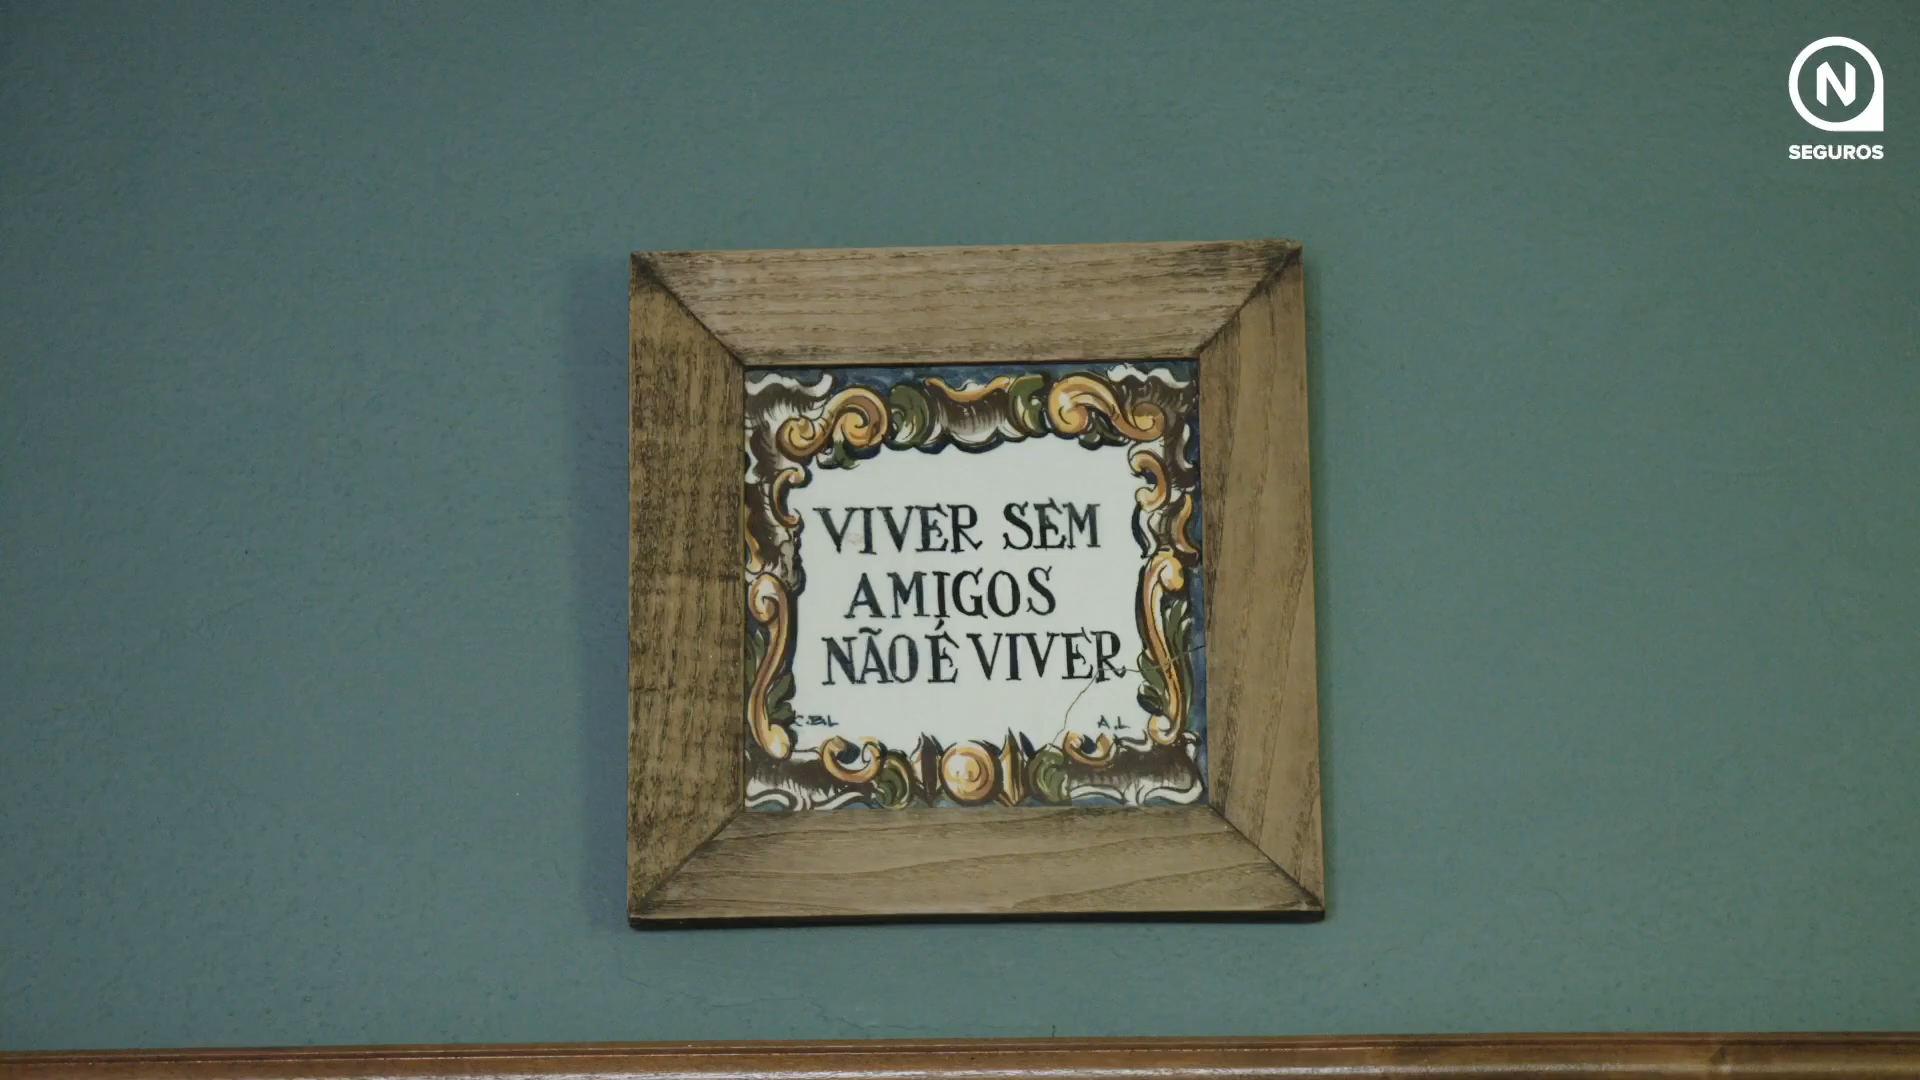 N
SEGUROS
VIVER SEM
AMIGOS
NÃO É VIVER
C.B.L
A.L